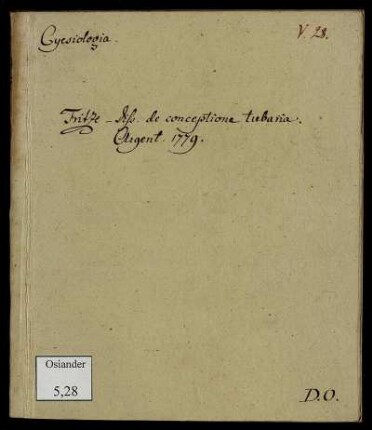 Cyesiologia.
V. 28.
Fritze - Diss. de conceptione tubaria.
Argent. 1779.
Osiander
5,28
D.O.